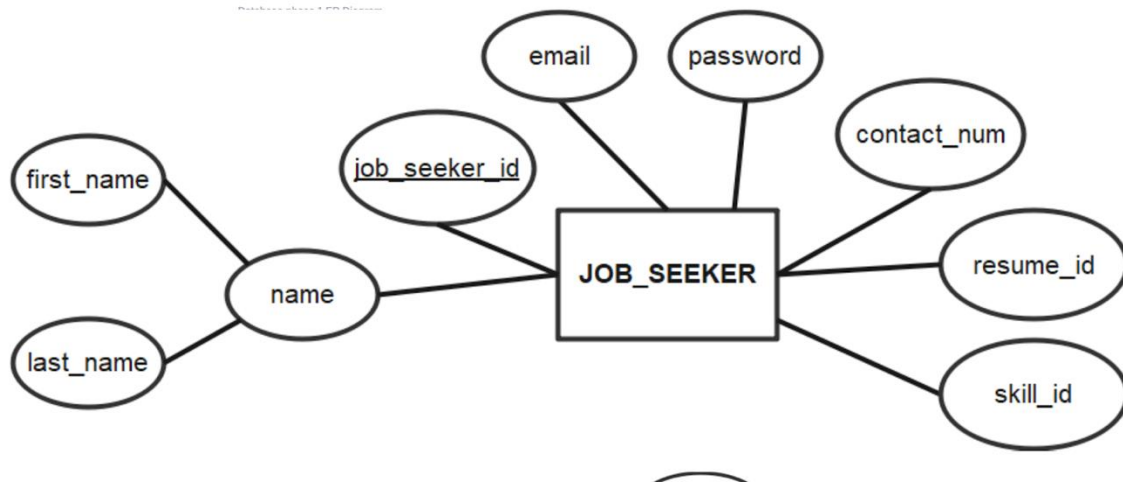 email
password
contact_num
job_seeker_id
first_name
JOB_SEEKER
resume_id
name
last_name
skill_id